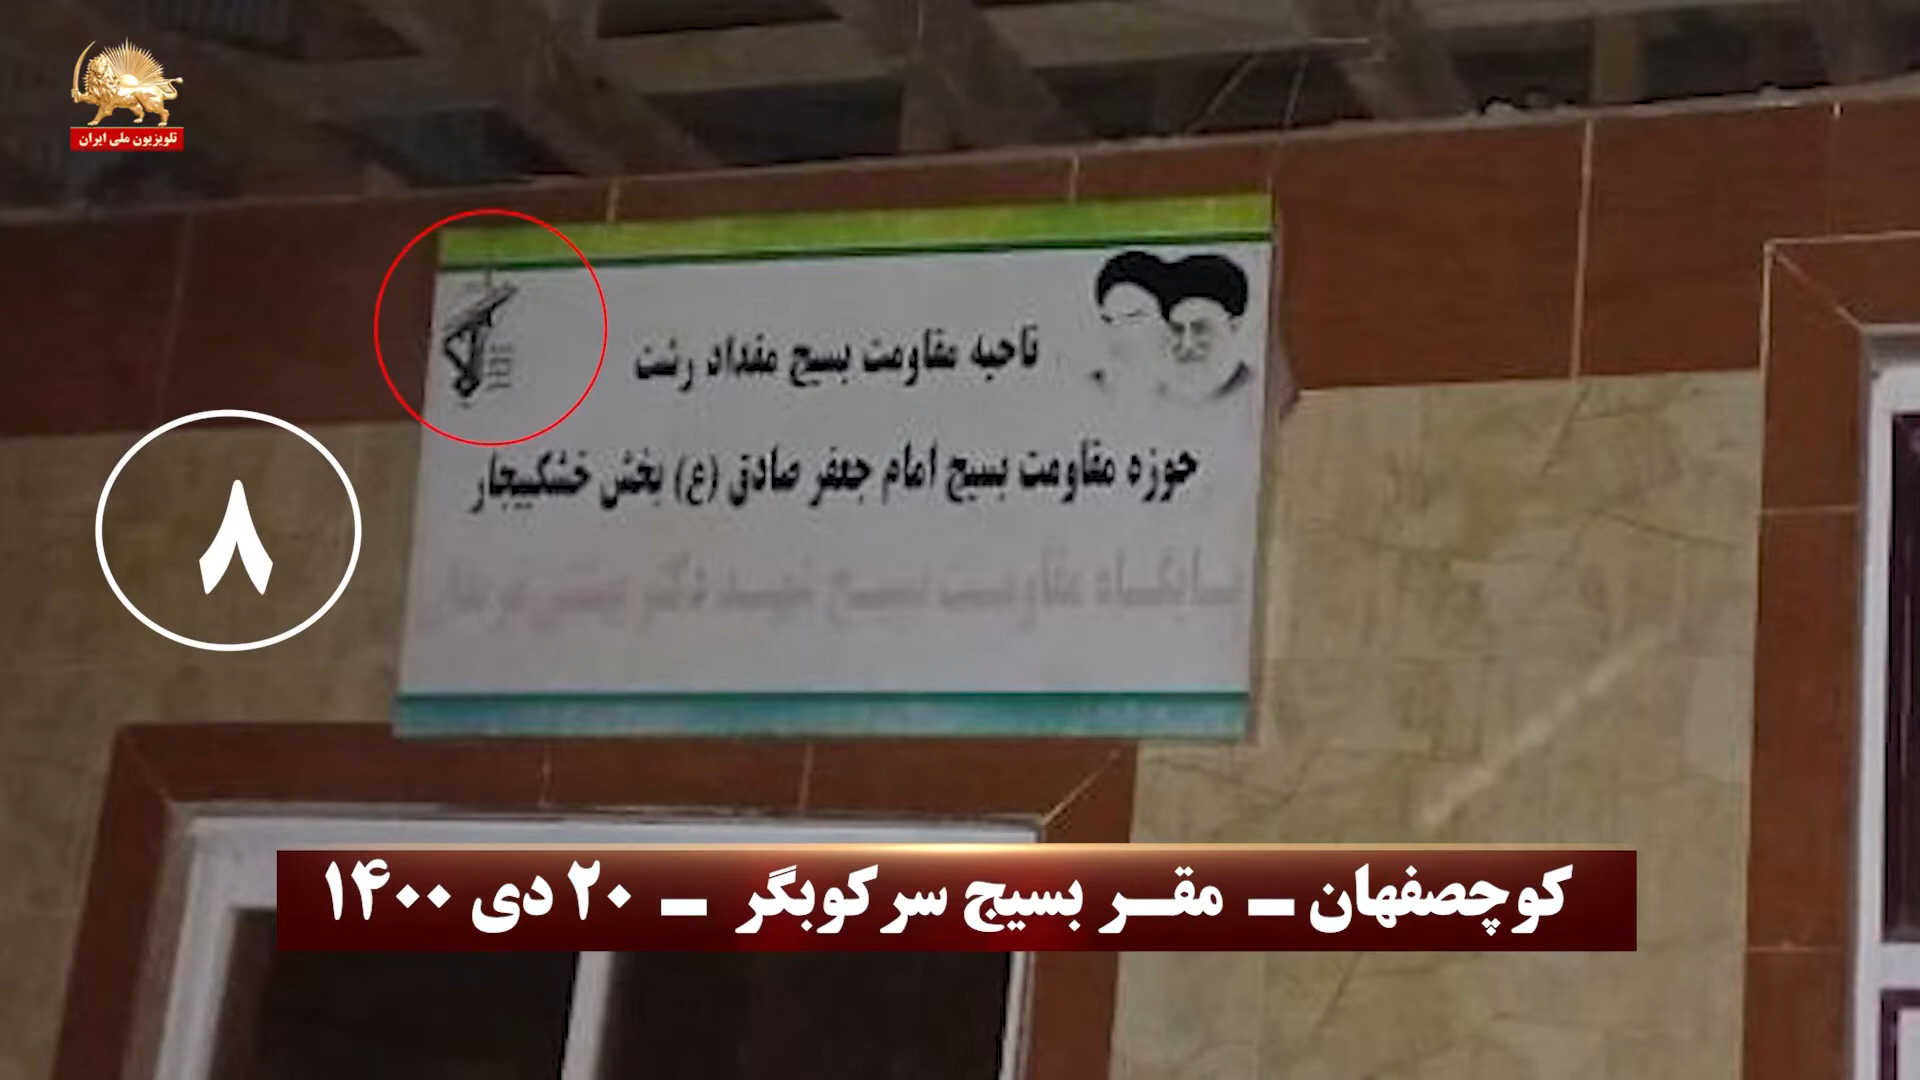 تلویزیون ملی ایران
ناحیه مقاومت بسیج مقداد رشت
حوزه مقاومت بسیج امام جعفر صادق (ع) بخش خشکبیجار
۸
کوچصفهان ـ مقـر بسیج سرکوبگر ـ ۲۰ دی ۱۴۰۰